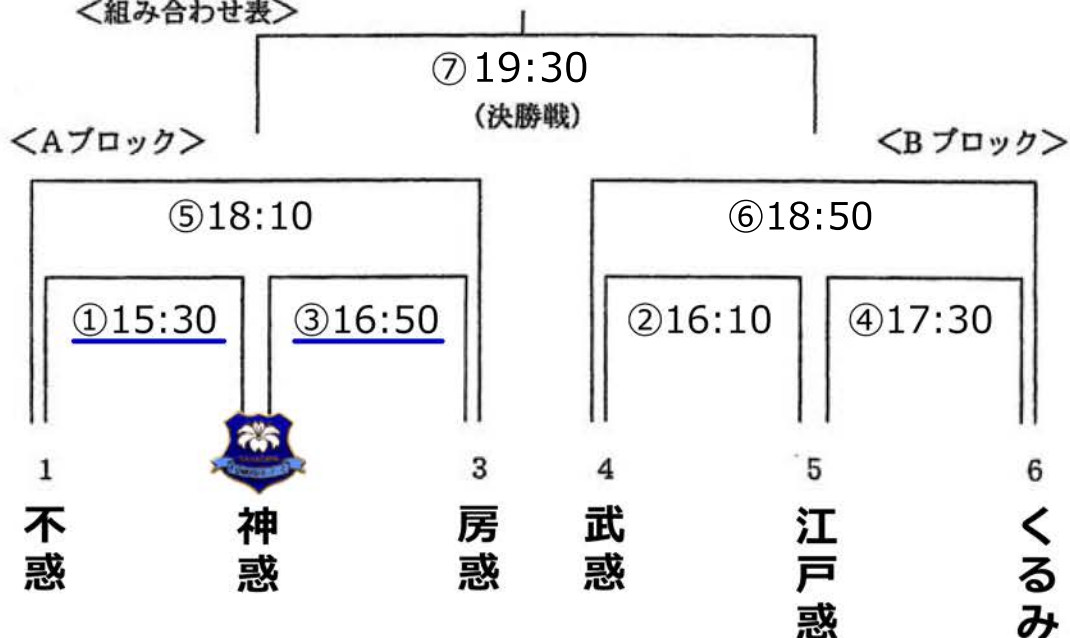 <組み合わせ表>
⑦19:30
(決勝戦)
<Aブロック>
<Bブロック>
⑤18:10
⑥18:50
①15:30
③16:50
②16:10
④17:30
1
3
4
5
6
不惑
神惑
房惑
武惑
江戸惑
くるみ